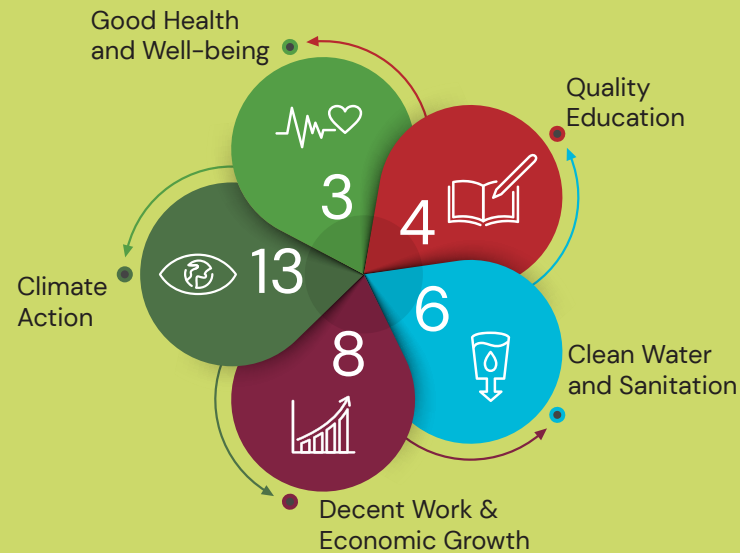 Good Health
and Well-being
3
Quality
Education
4
Climate
Action
13
6
Clean Water
and Sanitation
8
Decent Work &
Economic Growth